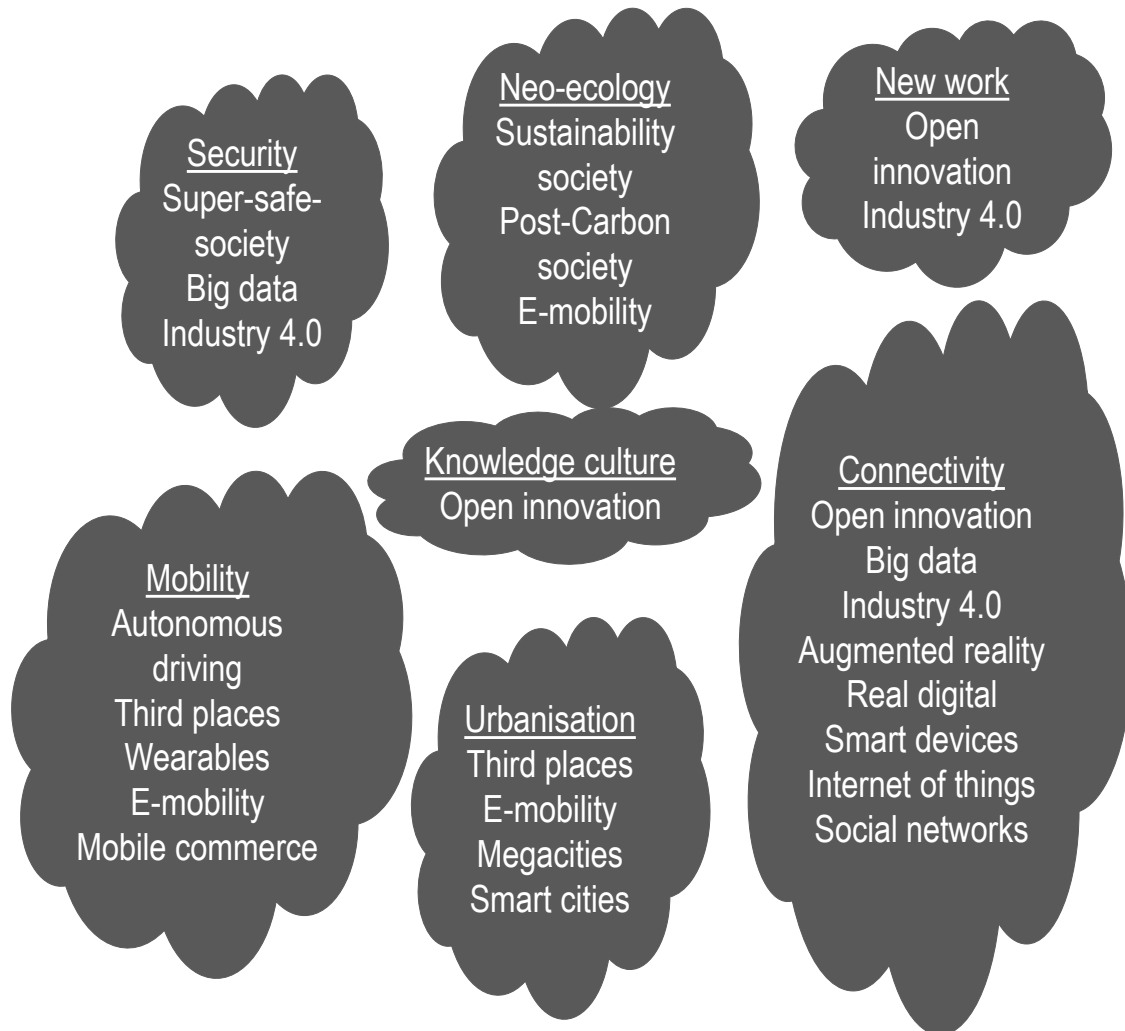 Security
Super-safe-
society
Big data
Industry 4.0
Neo-ecology
Sustainability
society
Post-Carbon
society
E-mobility
New work
Open
innovation
Industry 4.0
Knowledge culture
Open innovation
Mobility
Autonomous
driving
Third places
Wearables
E-mobility
Mobile commerce
Urbanisation
Third places
E-mobility
Megacities
Smart cities
Connectivity
Open innovation
Big data
Industry 4.0
Augmented reality
Real digital
Smart devices
Internet of things
Social networks